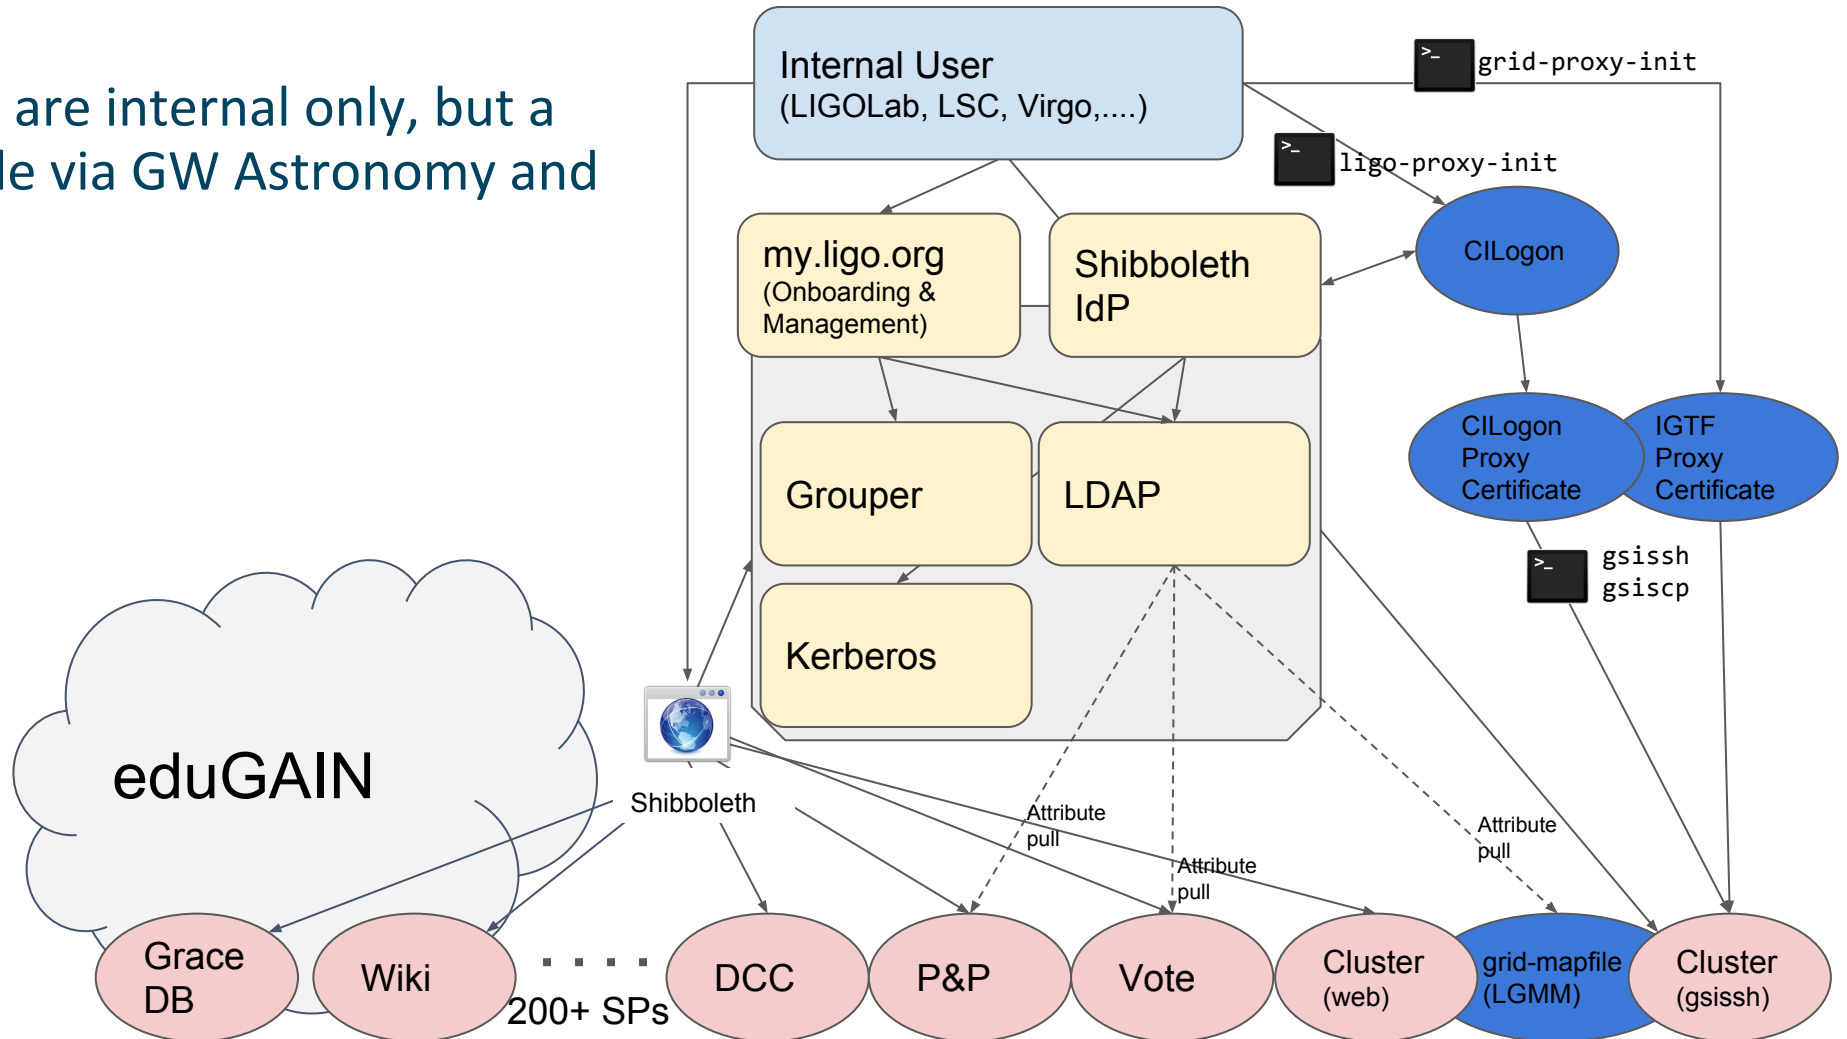 are internal only, but a
via GW Astronomy and
Internal User
(LIGOLab, LSC, Virgo,....)
>_
grid-proxy-init
>_
ligo-proxy-init
my.ligo.org
(Onboarding &
Management)
Shibboleth
IdP
CILogon
Grouper
LDAP
CILogon
Proxy
Certificate
IGTF
Proxy
Certificate
>_
gsissh
gsiscp
Kerberos
eduGAIN
Shibboleth
Attribute
pull
Attribute
pull
Attribute
pull
Grace
DB
Wiki
200+ SPs
DCC
P&P
Vote
Cluster
(web)
grid-mapfile
(LGMM)
Cluster
(gsissh)